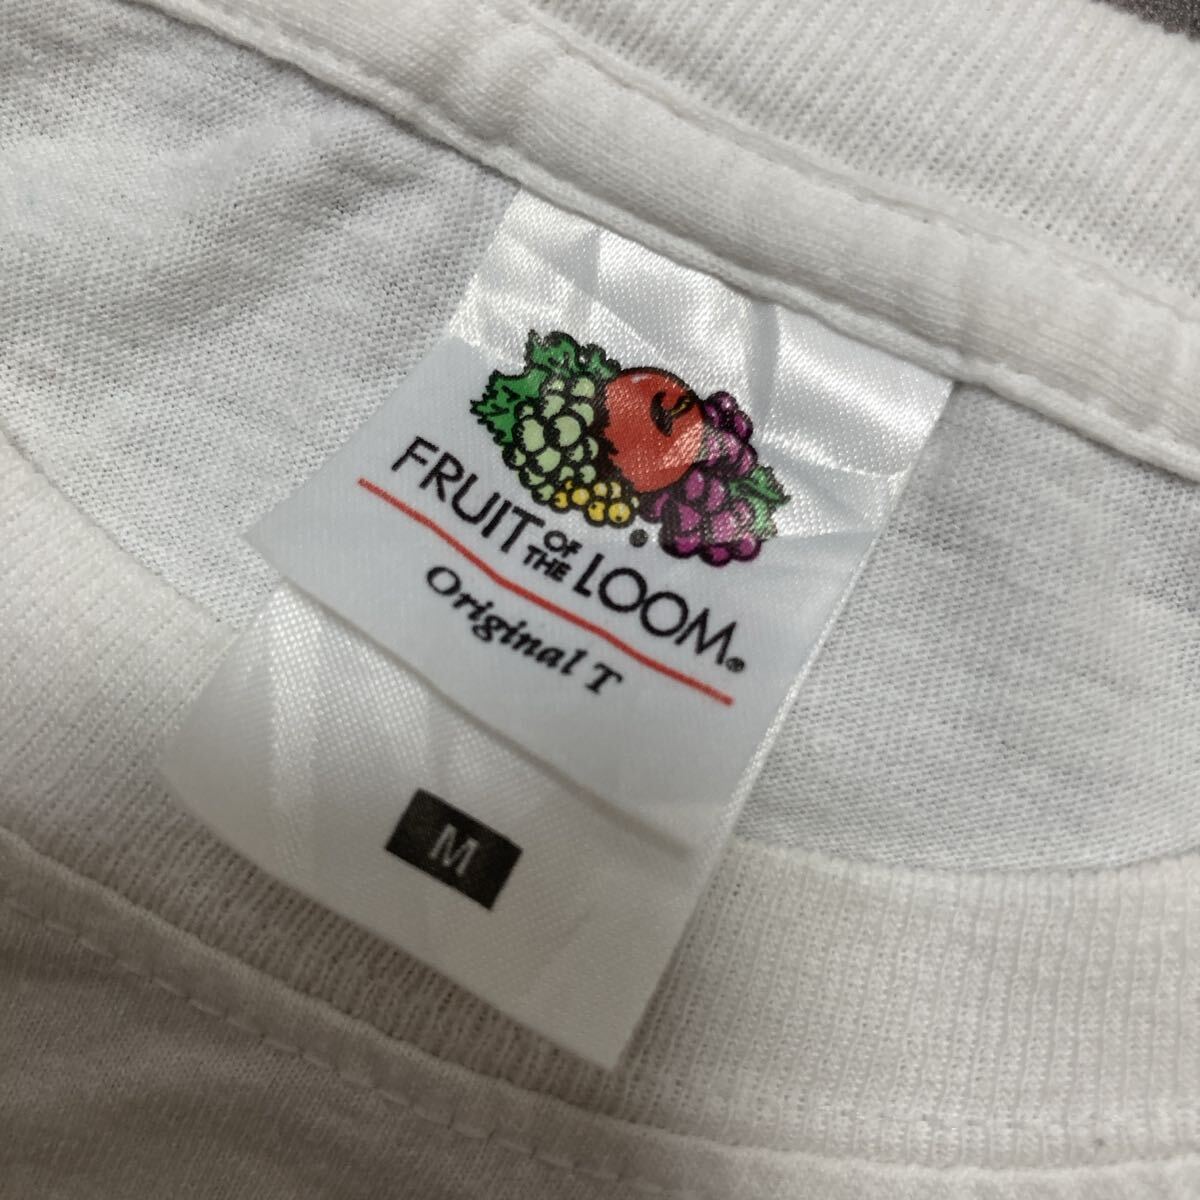 FRUIT OF THE LOOM®
Original T
M